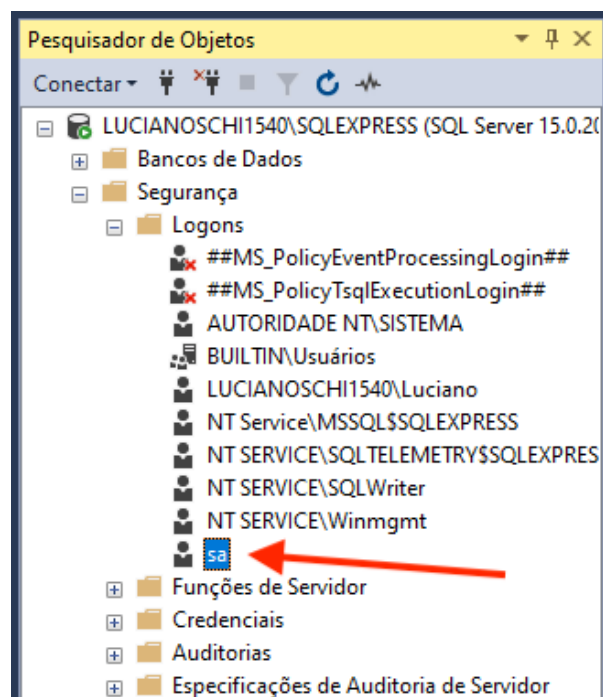 Pesquisador de Objetos
Conectar
LUCIANOSCHI1540\SQLEXPRESS (SQL Server 15.0.20
Bancos de Dados
Segurança
Logons
##MS_PolicyEventProcessingLogin##
##MS_PolicyTsqlExecutionLogin##
AUTORIDADE NT\SISTEMA
BUILTIN\Usuários
LUCIANOSCHI1540\Luciano
NT Service\MSSQL$SQLEXPRESS
NT SERVICE\SQLTELEMETRY$SQLEXPRES
NT SERVICE\SQLWriter
NT SERVICE\Winmgmt
sa
Funções de Servidor
Credenciais
Auditorias
Especificações de Auditoria de Servidor